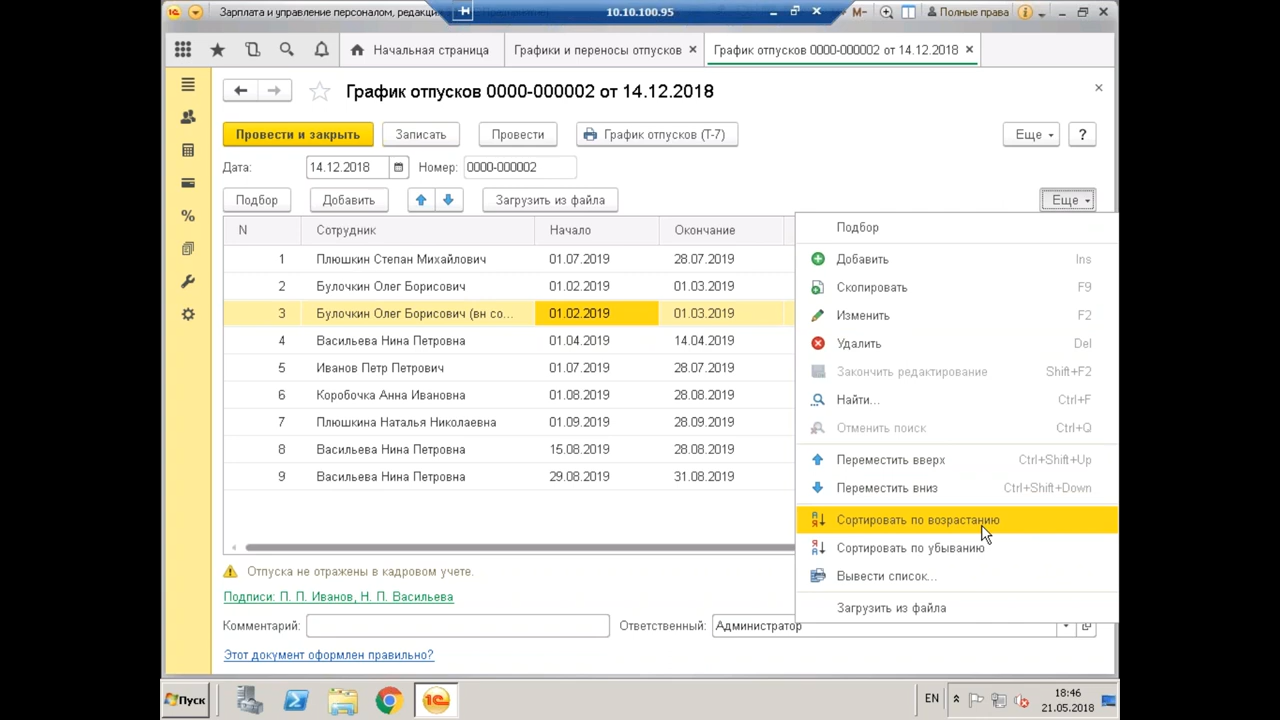 Зарплата и управление персоналом, редакци
10.10.100.95
M-
Полные права
Начальная страница
Графики и переносы отпусков
График отпусков 0000-000002 от 14.12.2018
График отпусков 0000-000002 от 14.12.2018
Провести и закрыть
Записать
Провести
График отпусков (Т-7)
Еще
?
Дата:
14.12.2018
Номер:
0000-000002
Подбор
Добавить
Загрузить из файла
Еще
N Сотрудник Начало Окончание
1 Плюшкин Степан Михайлович 01.07.2019 28.07.2019
2 Булочкин Олег Борисович 01.02.2019 01.03.2019
3 Булочкин Олег Борисович (вн со... 01.02.2019 01.03.2019
4 Васильева Нина Петровна 01.04.2019 14.04.2019
5 Иванов Петр Петрович 01.07.2019 28.07.2019
6 Коробочка Анна Ивановна 01.08.2019 28.08.2019
7 Плюшкина Наталья Николаевна 01.09.2019 28.09.2019
8 Васильева Нина Петровна 15.08.2019 28.08.2019
9 Васильева Нина Петровна 29.08.2019 31.08.2019
Подбор
Добавить Ins
Скопировать F9
Изменить F2
Удалить Del
Закончить редактирование Shift+F2
Найти... Ctrl+F
Отменить поиск Ctrl+Q
Переместить вверх Ctrl+Shift+Up
Переместить вниз Ctrl+Shift+Down
Сортировать по возрастанию
Сортировать по убыванию
Вывести список...
Загрузить из файла
Отпуска не отражены в кадровом учете.
Подписи: П. П. Иванов, Н. П. Васильева
Комментарий:
Ответственный:
Администратор
Этот документ оформлен правильно?
Пуск
EN
18:46
21.05.2018